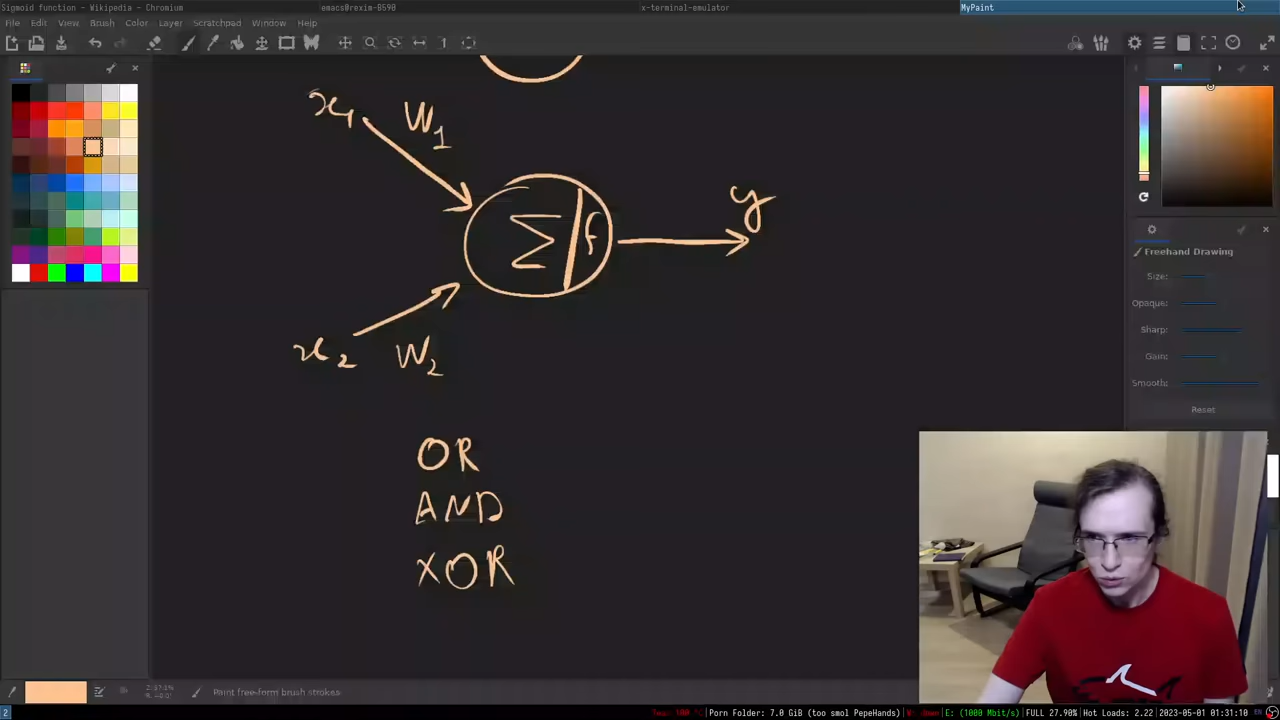 Sigmoid function - Wikipedia - Chromium
emacs@rexim-B590
x-terminal-emulator
MyPaint
File Edit View Brush Color Layer Scratchpad Window Help
x1
W1
Σ f
y
x2
W2
OR
AND
XOR
Freehand Drawing
Size:
Opaque:
Sharp:
Gain:
Smooth:
Reset
Paint free-form brush strokes
2
Porn Folder: 7.0 GiB (too smol PepeHands)
E: (1000 Mbit/s)
FULL 27.90%
Hot Loads: 2.22
2023-05-01 01:31:10